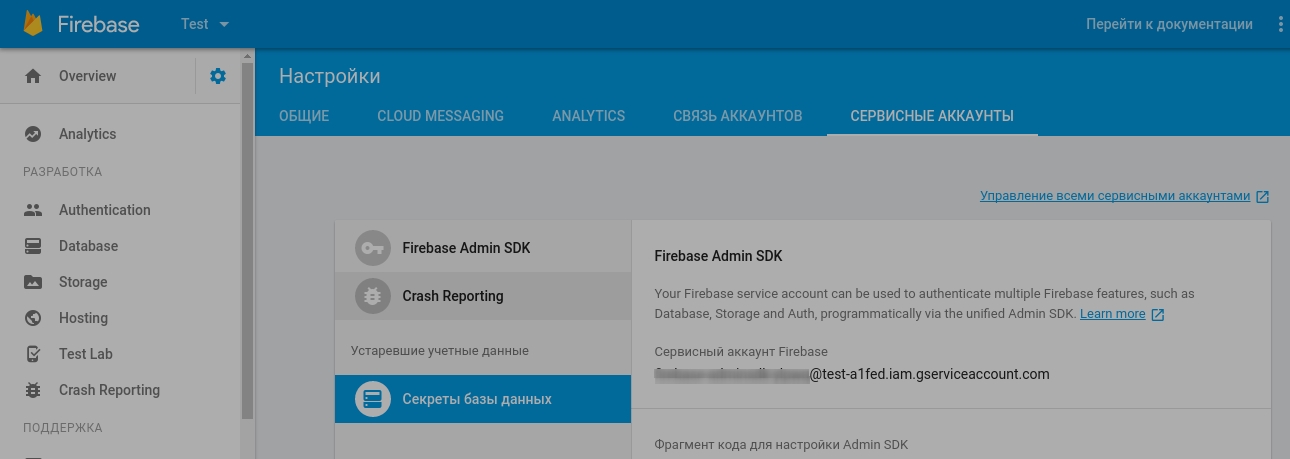 Firebase
Test
Перейти к документации
Overview
Настройки
ОБЩИЕ
CLOUD MESSAGING
ANALYTICS
СВЯЗЬ АККАУНТОВ
СЕРВИСНЫЕ АККАУНТЫ
Analytics
РАЗРАБОТКА
Authentication
Database
Storage
Hosting
Test Lab
Crash Reporting
ПОДДЕРЖКА
Управление всеми сервисными аккаунтами
Firebase Admin SDK
Crash Reporting
Устаревшие учетные данные
Секреты базы данных
Firebase Admin SDK
Your Firebase service account can be used to authenticate multiple Firebase features, such as
Database, Storage and Auth, programmatically via the unified Admin SDK. Learn more
Сервисный аккаунт Firebase
@test-a1fed.iam.gserviceaccount.com
Фрагмент кода для настройки Admin SDK